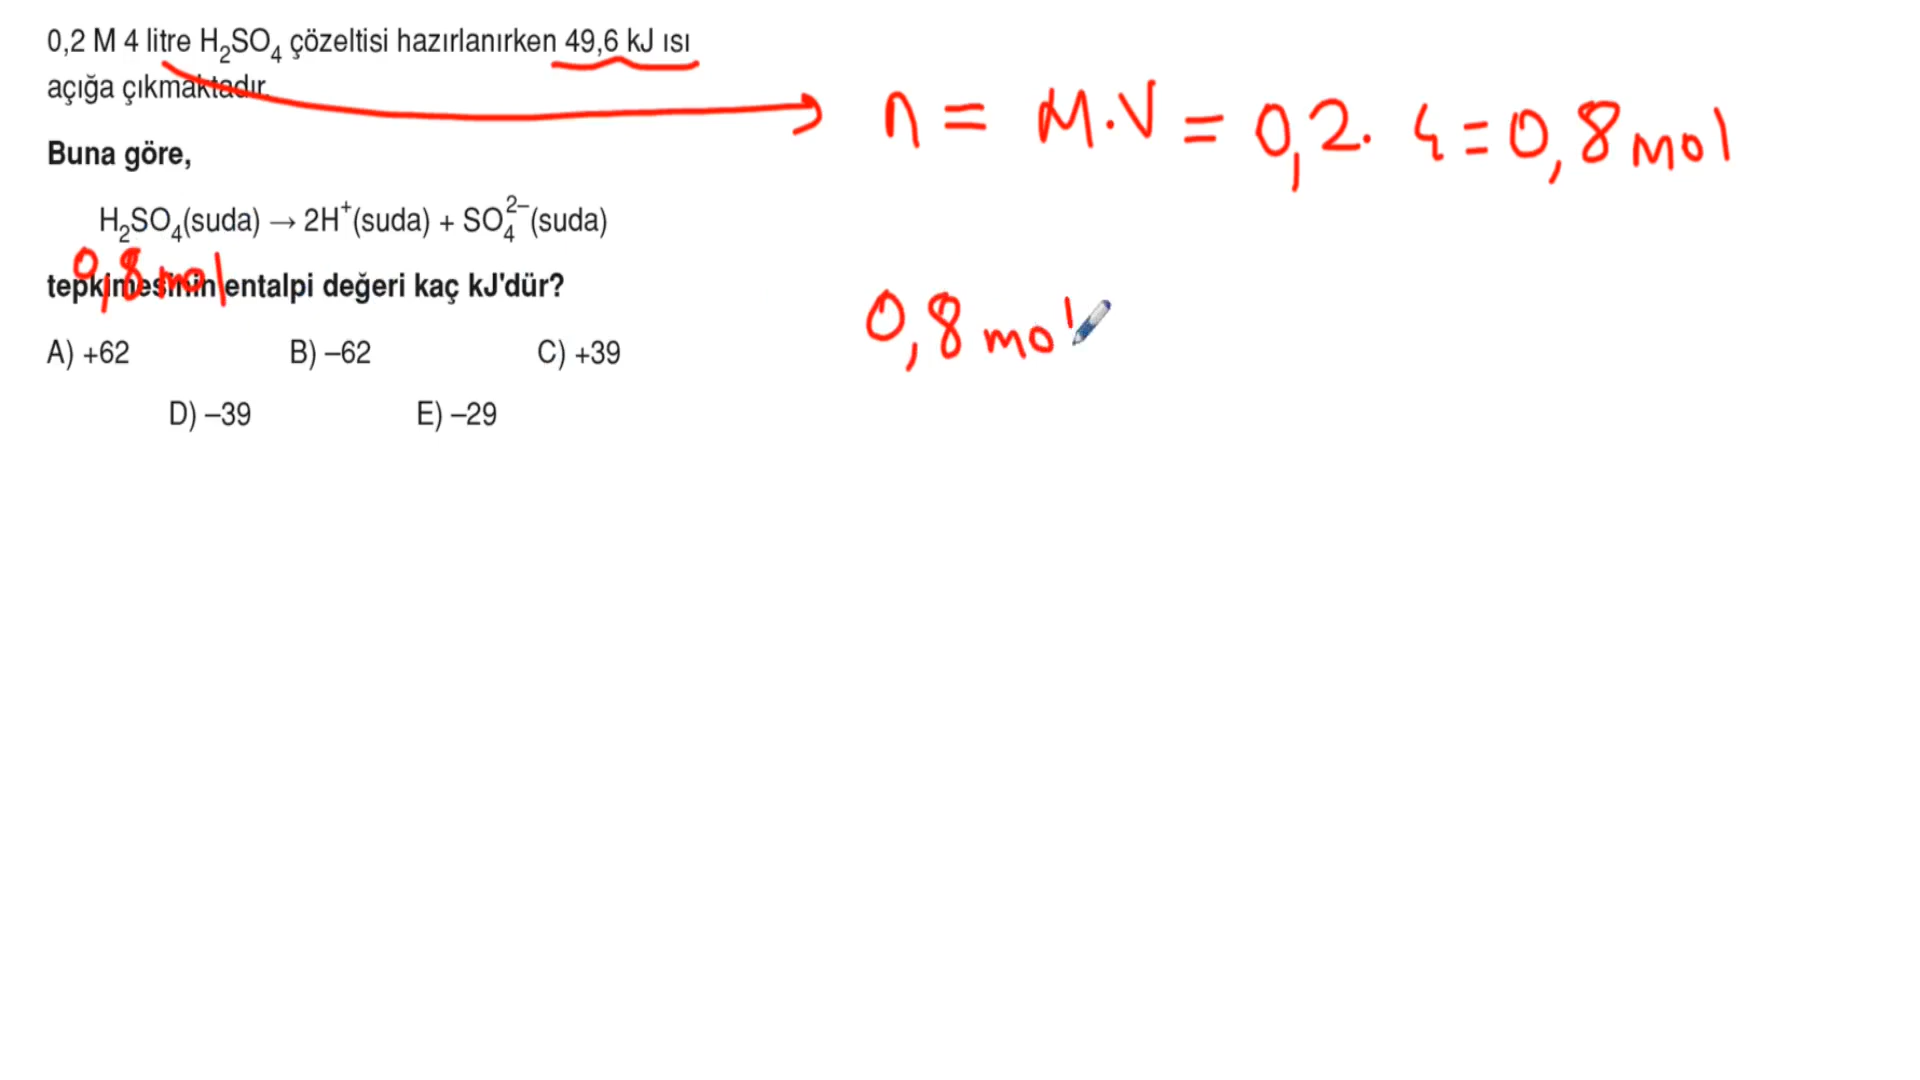 0,2 M 4 litre H₂SO₄ çözeltisi hazırlanırken 49,6 kJ ısı
açığa çıkmaktadır.
n = M.V = 0,2. 4 = 0,8 mol
Buna göre,
H₂SO₄(suda) → 2H⁺(suda) + SO₄²⁻(suda)
0,8 mol
tepkimesinin entalpi değeri kaç kJ'dür?
0,8 mol
A) +62 B) –62 C) +39
D) –39 E) –29